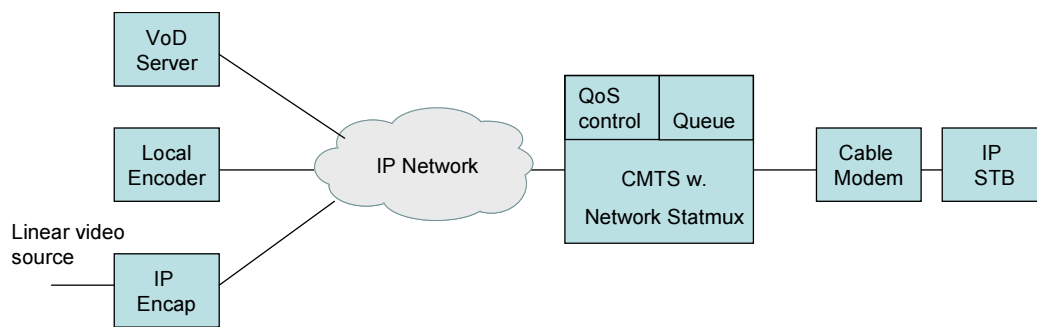 VoD
Server
Local
Encoder
Linear video
source
IP
Encap
IP Network
QoS
control
Queue
CMTS w.
Network Statmux
Cable
Modem
IP
STB